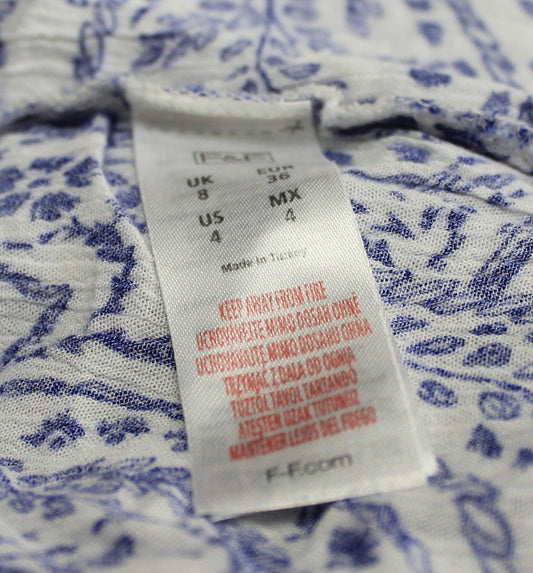 F&F
UK EUR
8 36
US MX
4 4
Made in Turkey
KEEP AWAY FROM FIRE
UCHOVÁVEJTE MIMO DOSAH OHNĚ
UCHOVÁVAJTE MIMO DOSAHU OHŇA
TRZYMAĆ Z DALA OD OGNIA
TŰZTŐL TÁVOL TARTANDÓ
ATEŞTEN UZAK TUTUNUZ
MANTENER LEJOS DEL FUEGO
F-F.com